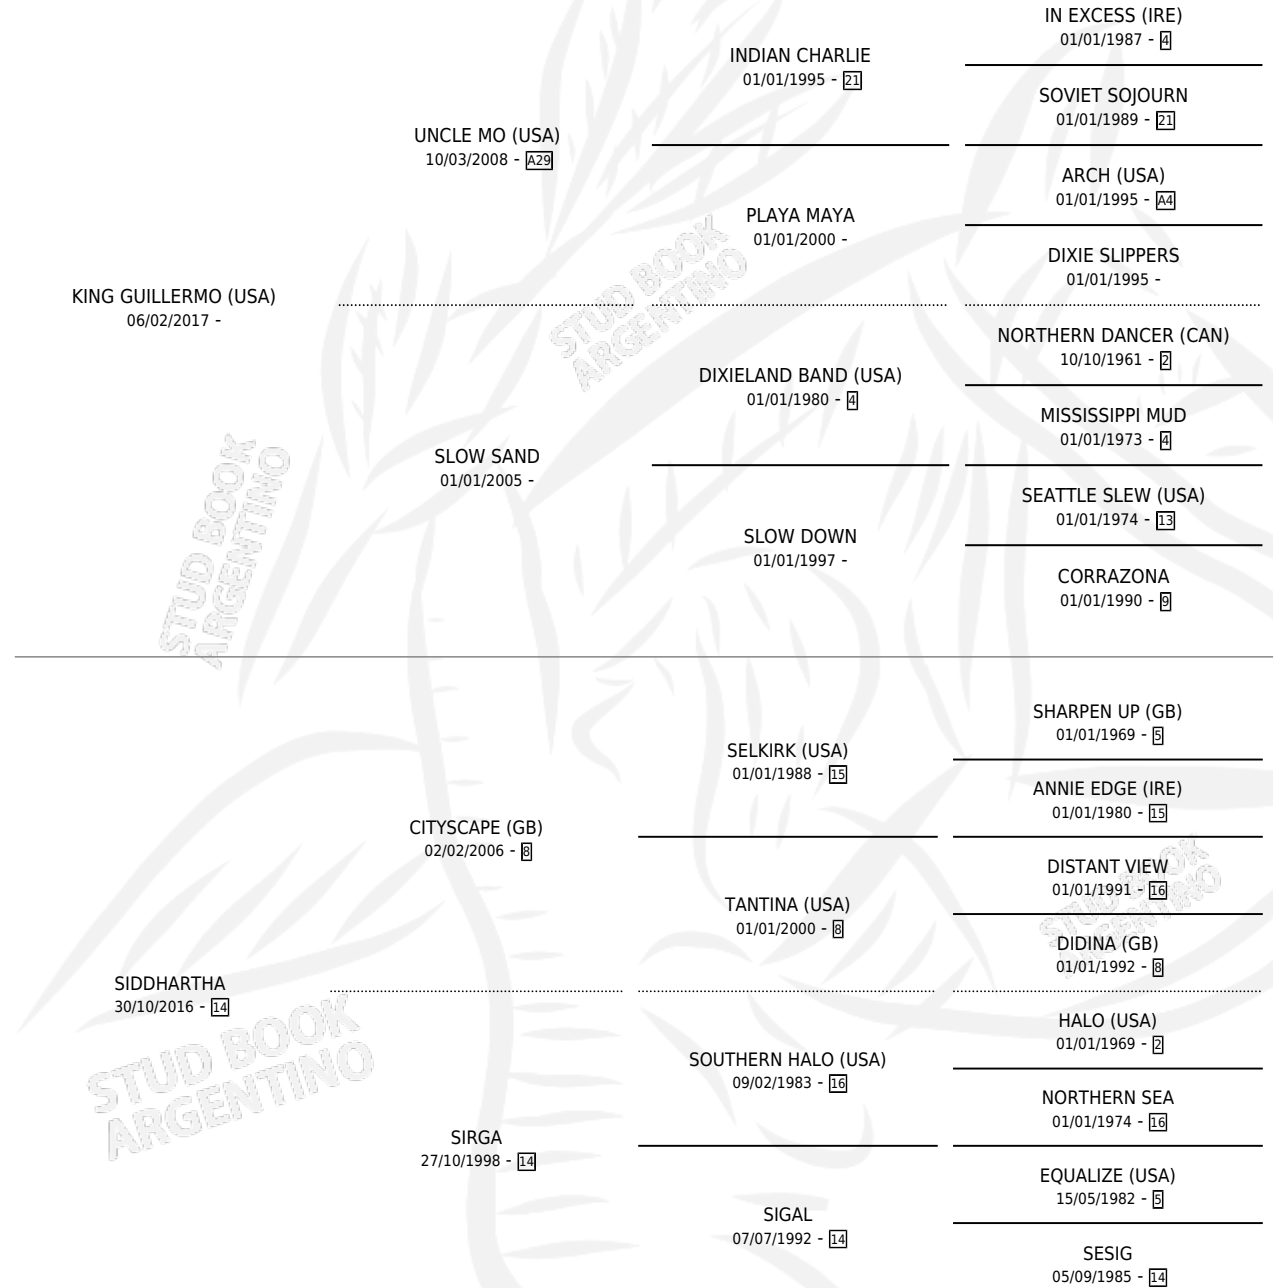 IN EXCESS (IRE)
01/01/1987 - 4
INDIAN CHARLIE
01/01/1995 - 21
SOVIET SOJOURN
01/01/1989 - 21
UNCLE MO (USA)
10/03/2008 - A29
ARCH (USA)
01/01/1995 - A4
PLAYA MAYA
01/01/2000 -
DIXIE SLIPPERS
01/01/1995 -
KING GUILLERMO (USA)
06/02/2017 -
NORTHERN DANCER (CAN)
10/10/1961 - 2
DIXIELAND BAND (USA)
01/01/1980 - 4
MISSISSIPPI MUD
01/01/1973 - 4
SLOW SAND
01/01/2005 -
SEATTLE SLEW (USA)
01/01/1974 - 13
SLOW DOWN
01/01/1997 -
CORRAZONA
01/01/1990 - 9
SHARPEN UP (GB)
01/01/1969 - 5
SELKIRK (USA)
01/01/1988 - 15
ANNIE EDGE (IRE)
01/01/1980 - 15
CITYSCAPE (GB)
02/02/2006 - 8
DISTANT VIEW
01/01/1991 - 16
TANTINA (USA)
01/01/2000 - 8
DIDINA (GB)
01/01/1992 - 8
SIDDHARTHA
30/10/2016 - 14
HALO (USA)
01/01/1969 - 2
SOUTHERN HALO (USA)
09/02/1983 - 16
NORTHERN SEA
01/01/1974 - 16
SIRGA
27/10/1998 - 14
EQUALIZE (USA)
15/05/1982 - 5
SIGAL
07/07/1992 - 14
SESIG
05/09/1985 - 14
STUD BOOK
ARGENTINO
STUD BOOK
ARGENTINO
STUD BOOK
ARGENTINO
STUD BOOK
ARGENTINO